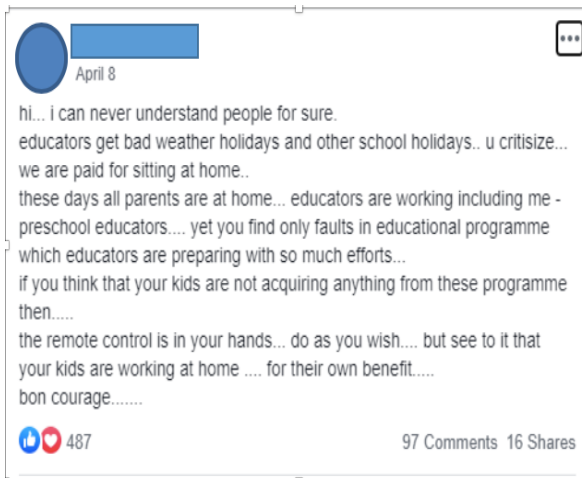 April 8
hi... i can never understand people for sure.
educators get bad weather holidays and other school holidays.. u critisize...
we are paid for sitting at home..
these days all parents are at home... educators are working including me -
preschool educators.... yet you find only faults in educational programme
which educators are preparing with so much efforts...
if you think that your kids are not acquiring anything from these programme
then.....
the remote control is in your hands... do as you wish.... but see to it that
your kids are working at home .... for their own benefit.....
bon courage.......
487 97 Comments 16 Shares